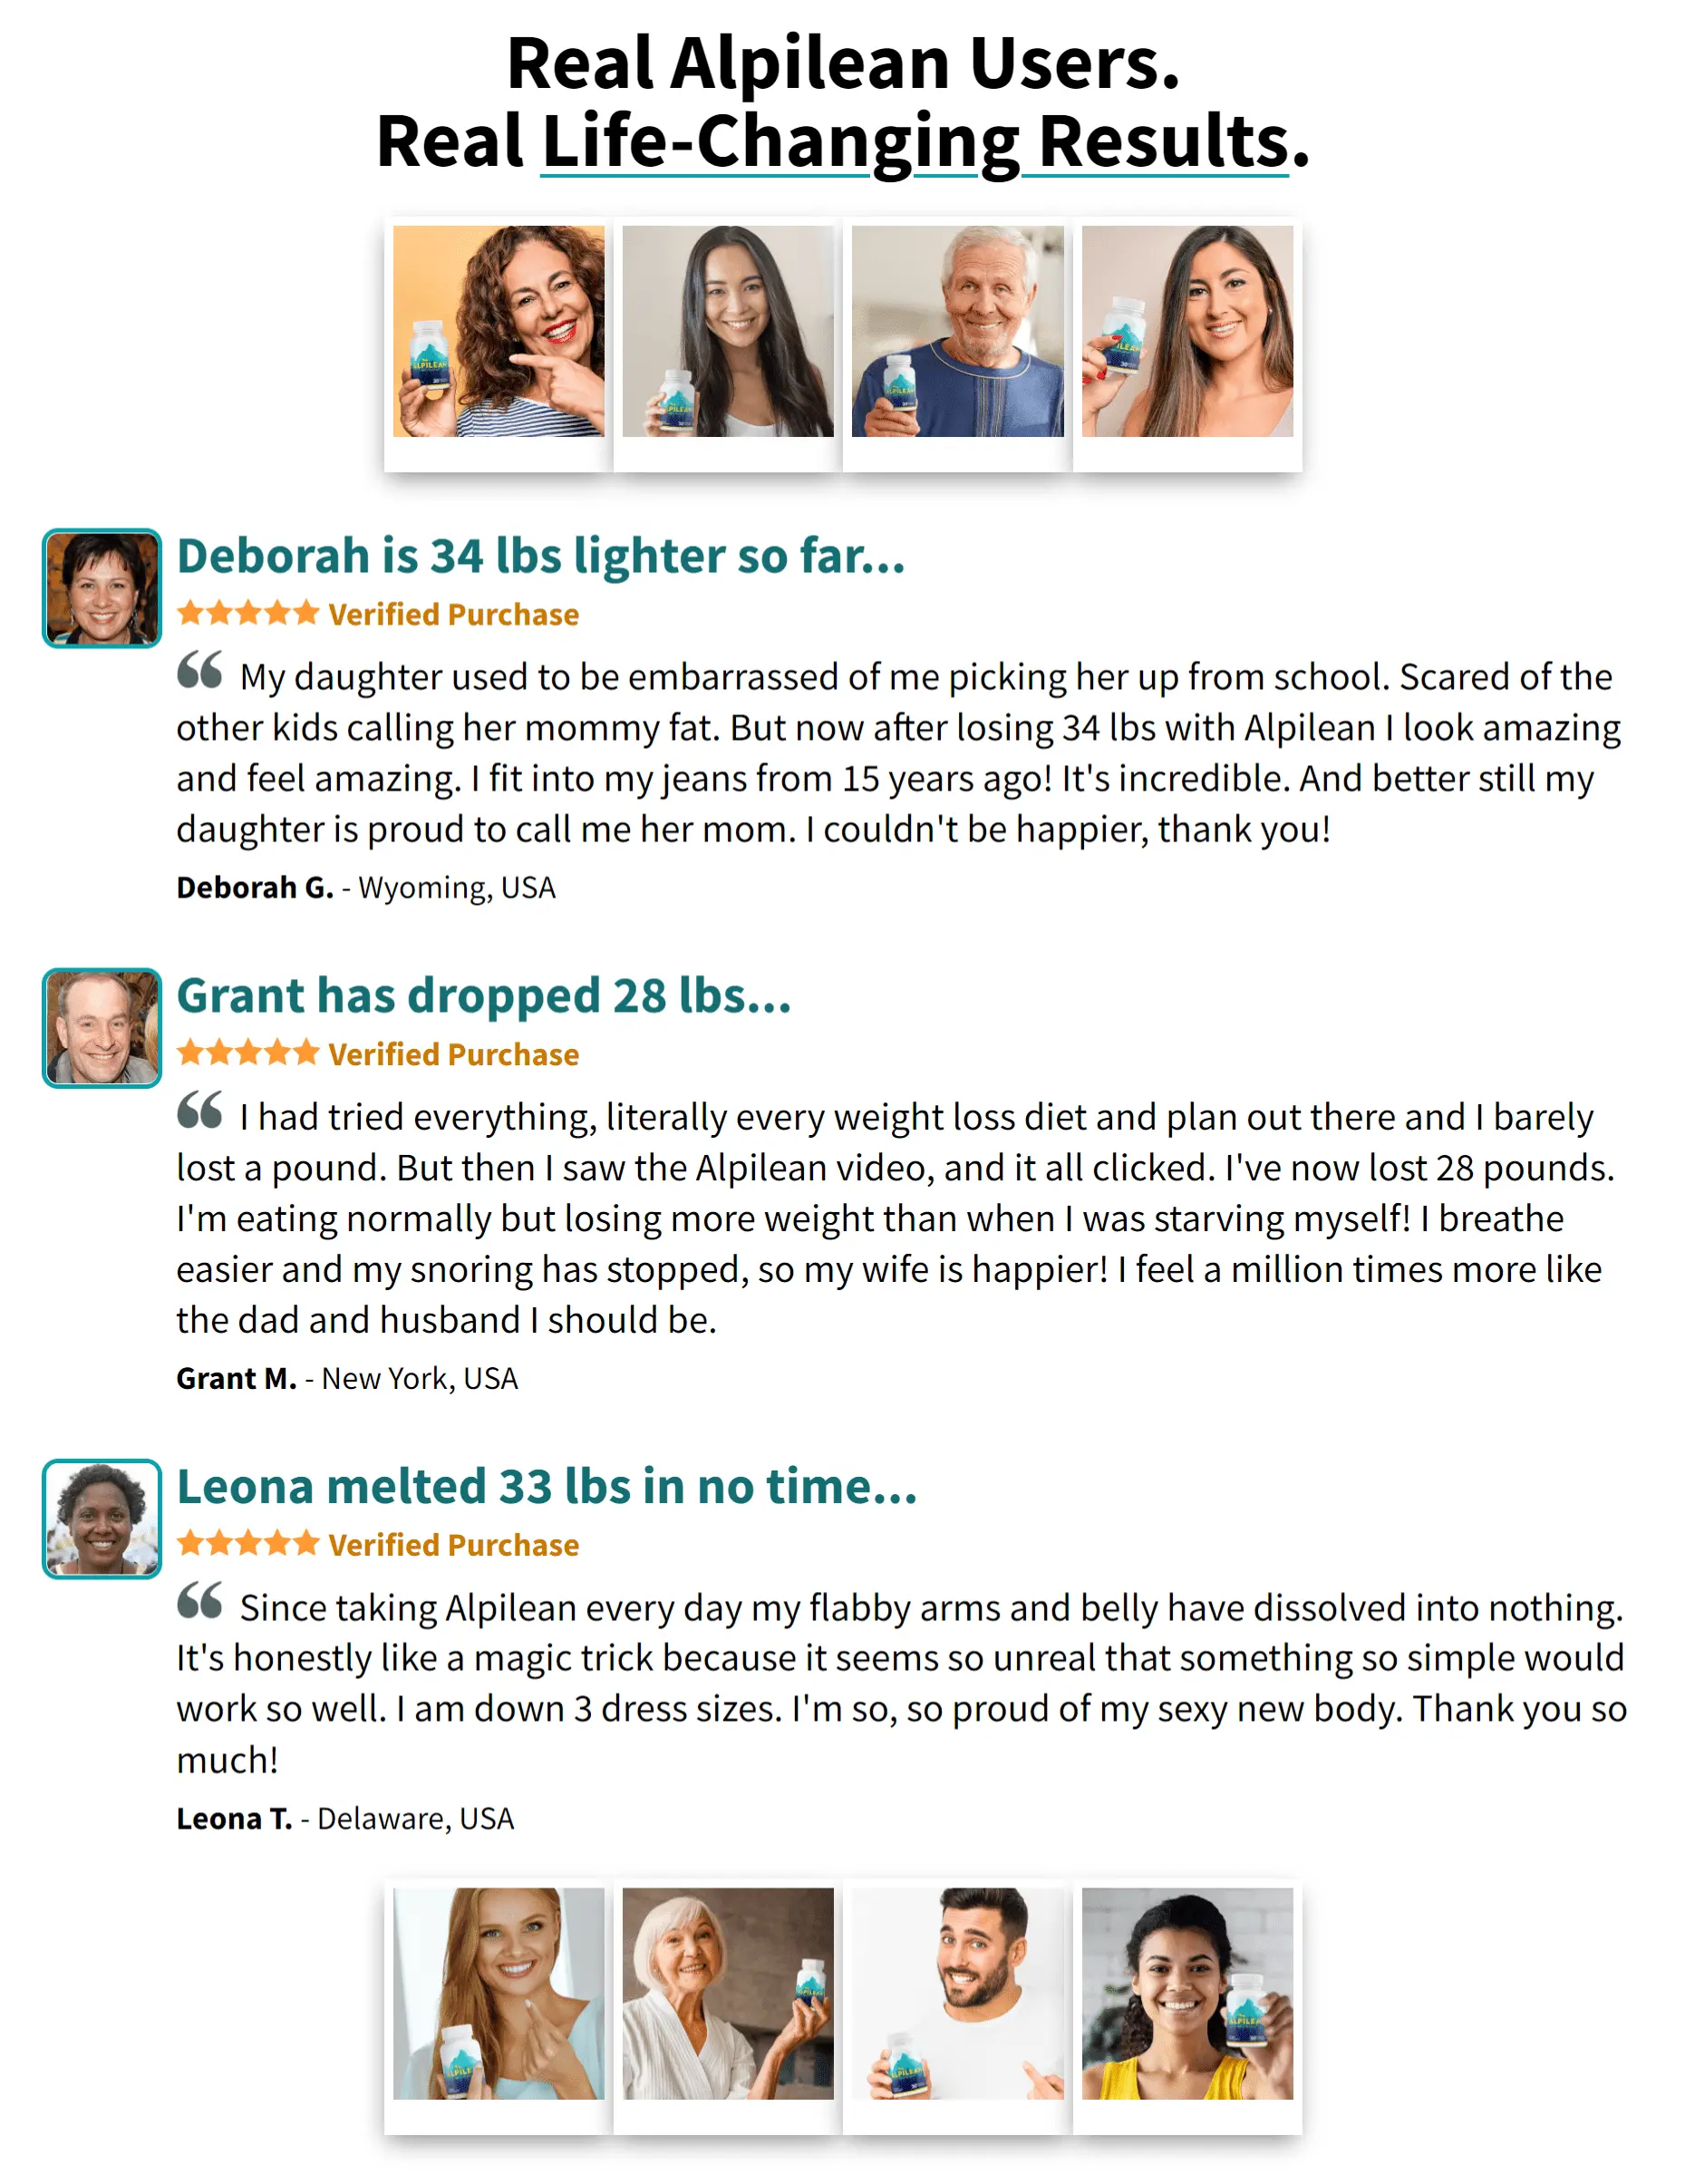 Real Alpilean Users.
Real Life-Changing Results.
ALPILEAN
ALPILEAN
ALPILEAN
ALPILEAN
Deborah is 34 lbs lighter so far...
Verified Purchase
“ My daughter used to be embarrassed of me picking her up from school. Scared of the
other kids calling her mommy fat. But now after losing 34 lbs with Alpilean I look amazing
and feel amazing. I fit into my jeans from 15 years ago! It's incredible. And better still my
daughter is proud to call me her mom. I couldn't be happier, thank you!
Deborah G. - Wyoming, USA
Grant has dropped 28 lbs...
Verified Purchase
“ I had tried everything, literally every weight loss diet and plan out there and I barely
lost a pound. But then I saw the Alpilean video, and it all clicked. I've now lost 28 pounds.
I'm eating normally but losing more weight than when I was starving myself! I breathe
easier and my snoring has stopped, so my wife is happier! I feel a million times more like
the dad and husband I should be.
Grant M. - New York, USA
Leona melted 33 lbs in no time...
Verified Purchase
“ Since taking Alpilean every day my flabby arms and belly have dissolved into nothing.
It's honestly like a magic trick because it seems so unreal that something so simple would
work so well. I am down 3 dress sizes. I'm so, so proud of my sexy new body. Thank you so
much!
Leona T. - Delaware, USA
ALPILEAN
ALPILEAN
ALPILEAN
ALPILEAN